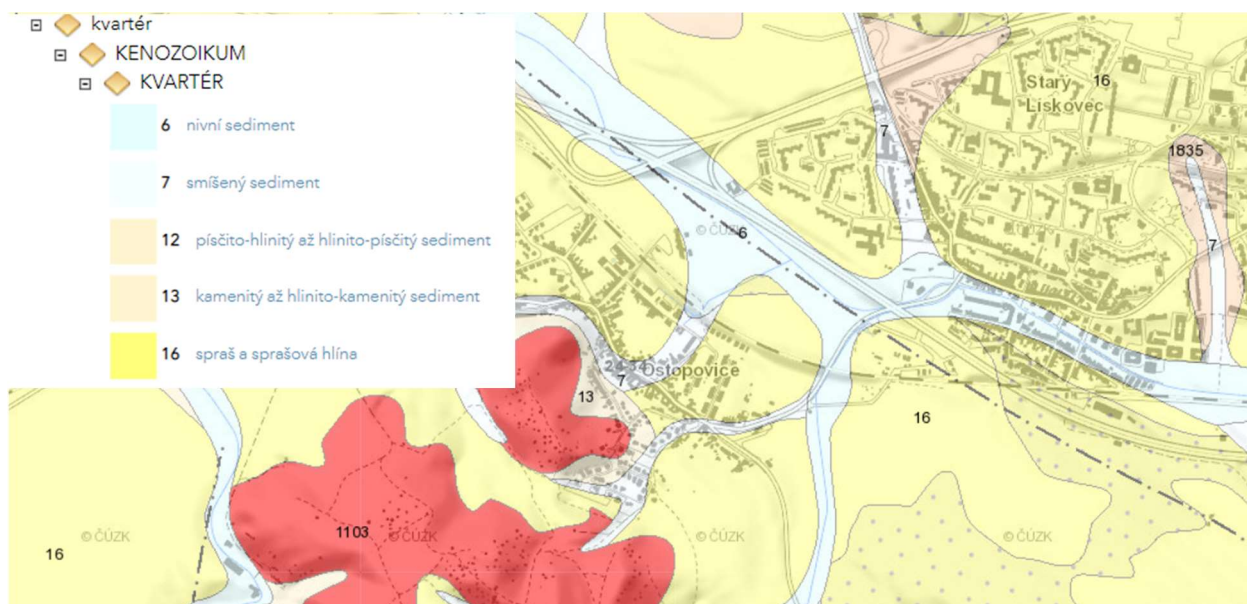 kvartér
KENOZOIKUM
KVARTÉR
6 nivní sediment
7 smíšený sediment
12 písčito-hlinitý až hlinito-písčitý sediment
13 kamenitý až hlinito-kamenitý sediment
16 spraš a sprašová hlína
16
Starý
Lískovec
7
1835
© ČÚZK
6
7
24-34
Ostopovice
7
13
16
1103
© ČÚZK
© ČÚZK
© ČÚZK
© ČÚZK
16